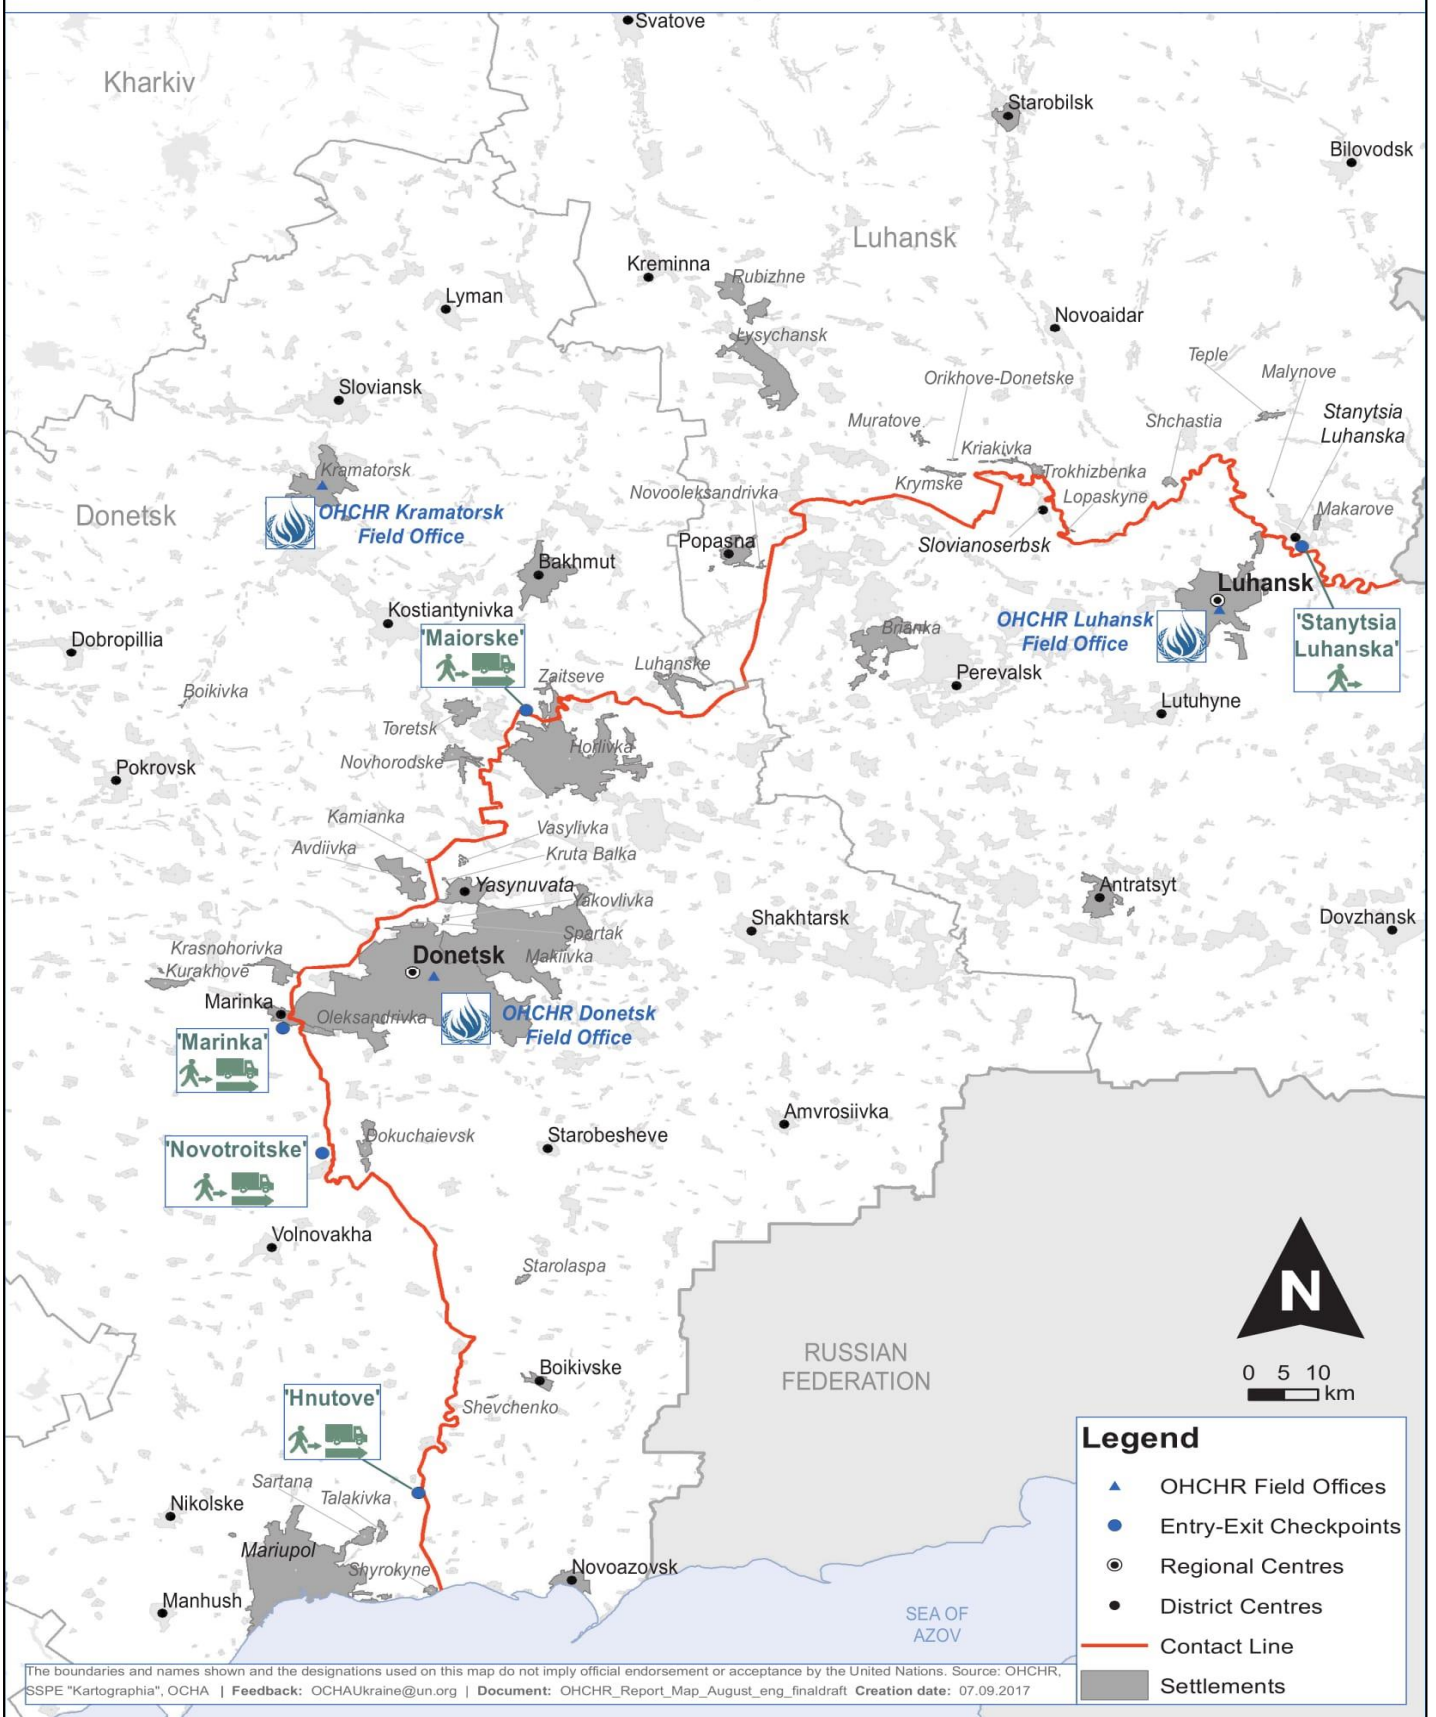 Svatove
Kharkiv
Starobilsk
Bilovodsk
Luhansk
Kreminna
Rubizhne
Lyman
Novoaidar
Lysychansk
Teple
Malynove
Orikhove-Donetske
Sloviansk
Stanytsia
Luhanska
Muratove
Shchastia
Kriakivka
Kramatorsk
Trokhizbenka
Krymske
Novooleksandrivka
Lopaskyne
Makarove
Donetsk
OHCHR Kramatorsk
Field Office
Popasna
Slovianoserbsk
Bakhmut
Luhansk
Kostiantynivka
OHCHR Luhansk
Field Office
'Stanytsia
Luhanska'
Dobropillia
'Maiorske'
Brianka
Luhanske
Zaitseve
Perevalsk
Boikivka
Lutuhyne
Toretsk
Horlivka
Novhorodske
Pokrovsk
Kamianka
Vasylivka
Avdiivka
Kruta Balka
Yasynuvata
Antratsyt
Yakovlivka
Shakhtarsk
Dovzhansk
Spartak
Krasnohorivka
Donetsk
Makiivka
Kurakhove
Marinka
Oleksandrivka
OHCHR Donetsk
Field Office
'Marinka'
Amvrosiivka
Dokuchaievsk
Starobesheve
'Novotroitske'
Volnovakha
Starolaspa
N
RUSSIAN
FEDERATION
Boikivske
0 5 10
km
'Hnutove'
Shevchenko
Legend
Sartana
OHCHR Field Offices
Talakivka
Nikolske
Entry-Exit Checkpoints
Mariupol
Shyrokyne
Novoazovsk
Regional Centres
Manhush
District Centres
SEA OF
AZOV
Contact Line
Settlements
The boundaries and names shown and the designations used on this map do not imply official endorsement or acceptance by the United Nations. Source: OHCHR,
SSPE "Kartographia", OCHA | Feedback: OCHAUkraine@un.org | Document: OHCHR_Report_Map_August_eng_finaldraft Creation date: 07.09.2017